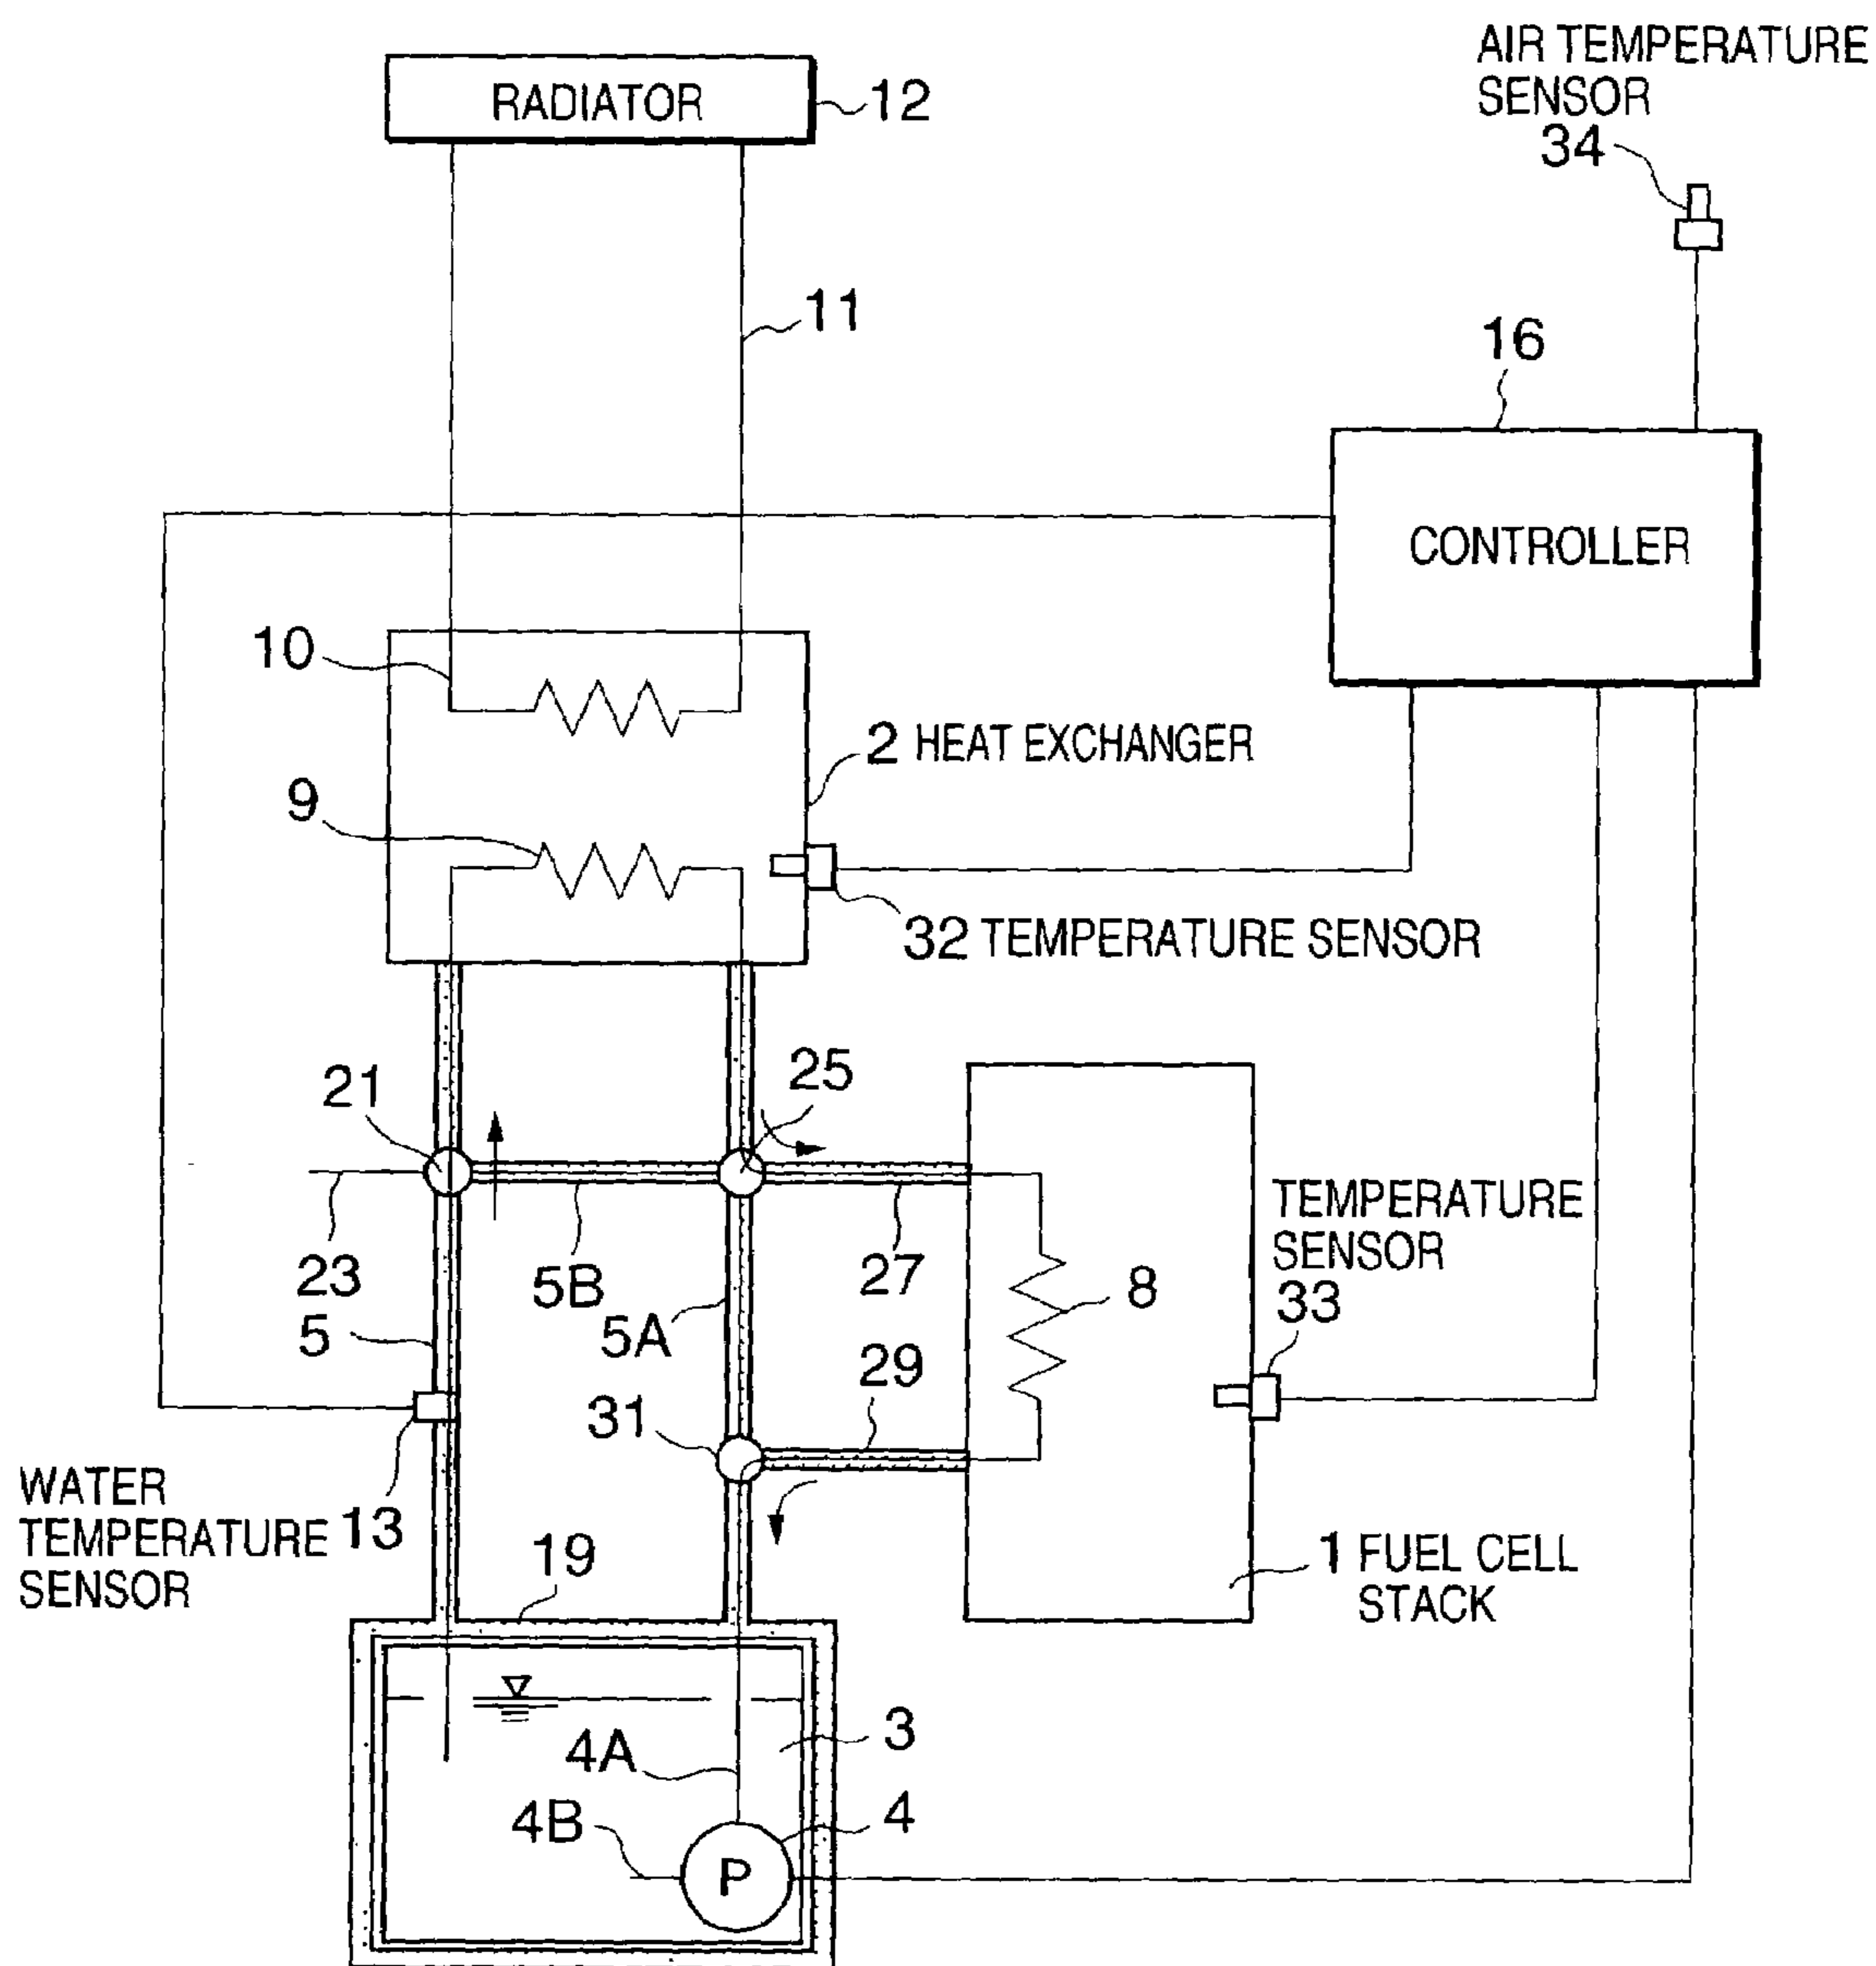 RADIATOR
12
AIR TEMPERATURE
SENSOR
34
11
16
CONTROLLER
10
2 HEAT EXCHANGER
9
32 TEMPERATURE SENSOR
21
25
23
5B
27
TEMPERATURE
SENSOR
33
5
5A
8
29
31
WATER
TEMPERATURE 13
SENSOR
19
1 FUEL CELL
STACK
3
4A
4
4B
P